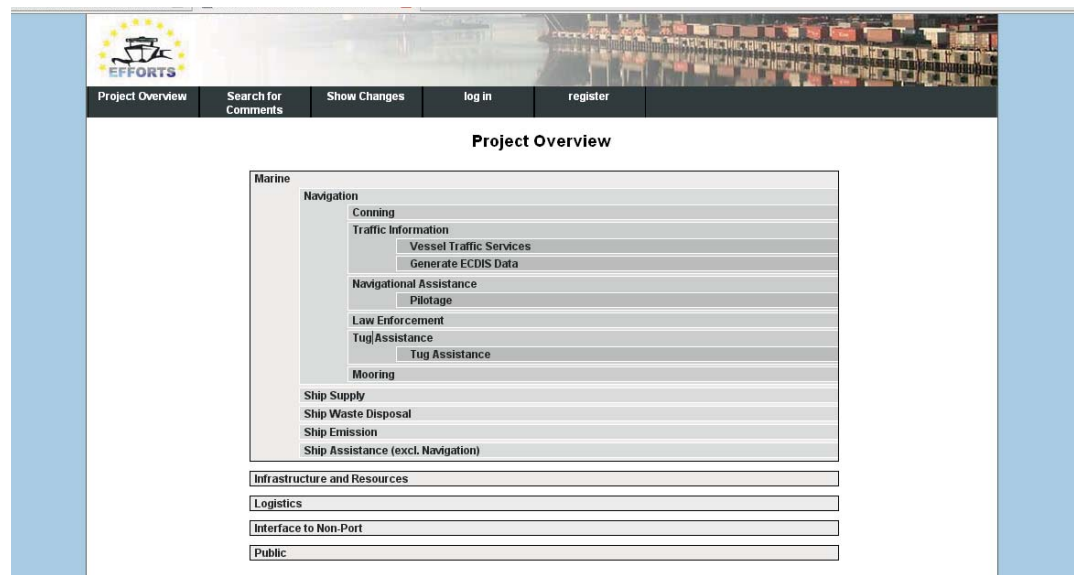 EFFORTS
Project Overview
Search for
Comments
Show Changes
log in
register
Project Overview
Marine
Navigation
Conning
Traffic Information
Vessel Traffic Services
Generate ECDIS Data
Navigational Assistance
Pilotage
Law Enforcement
Tug Assistance
Tug Assistance
Mooring
Ship Supply
Ship Waste Disposal
Ship Emission
Ship Assistance (excl. Navigation)
Infrastructure and Resources
Logistics
Interface to Non-Port
Public